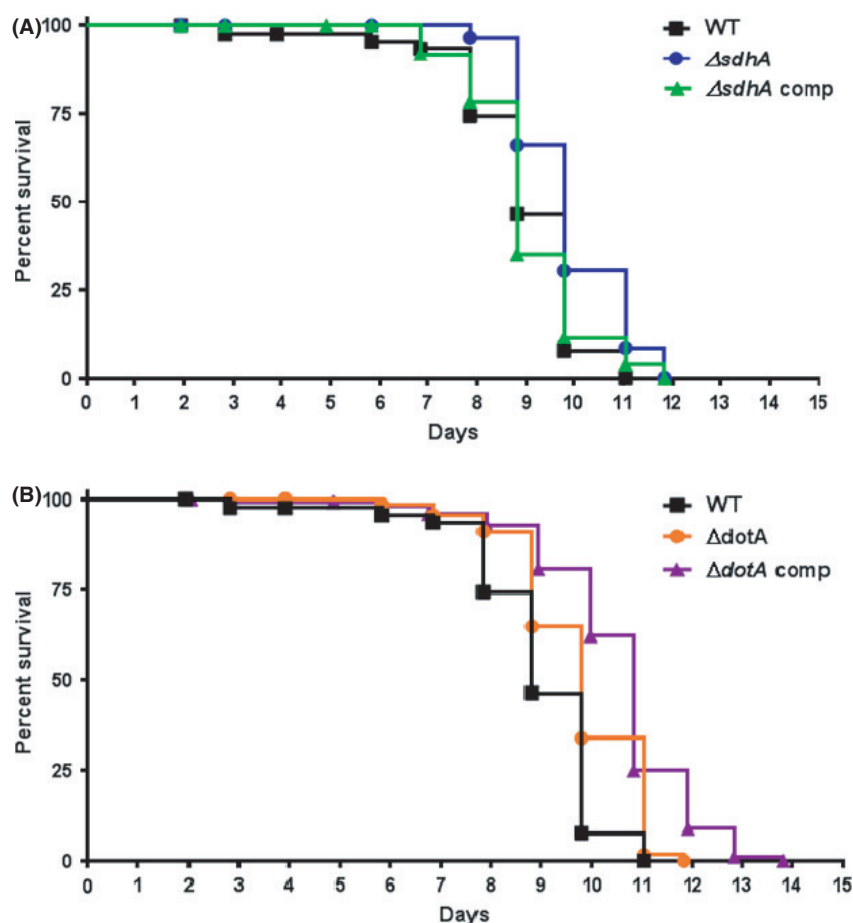 (A)
WT
ΔsdhA
ΔsdhA comp
Percent survival
100
75
50
25
0
0 1 2 3 4 5 6 7 8 9 10 11 12 13 14 15
Days
(B)
WT
ΔdotA
ΔdotA comp
Percent survival
100
75
50
25
0
0 1 2 3 4 5 6 7 8 9 10 11 12 13 14 15
Days